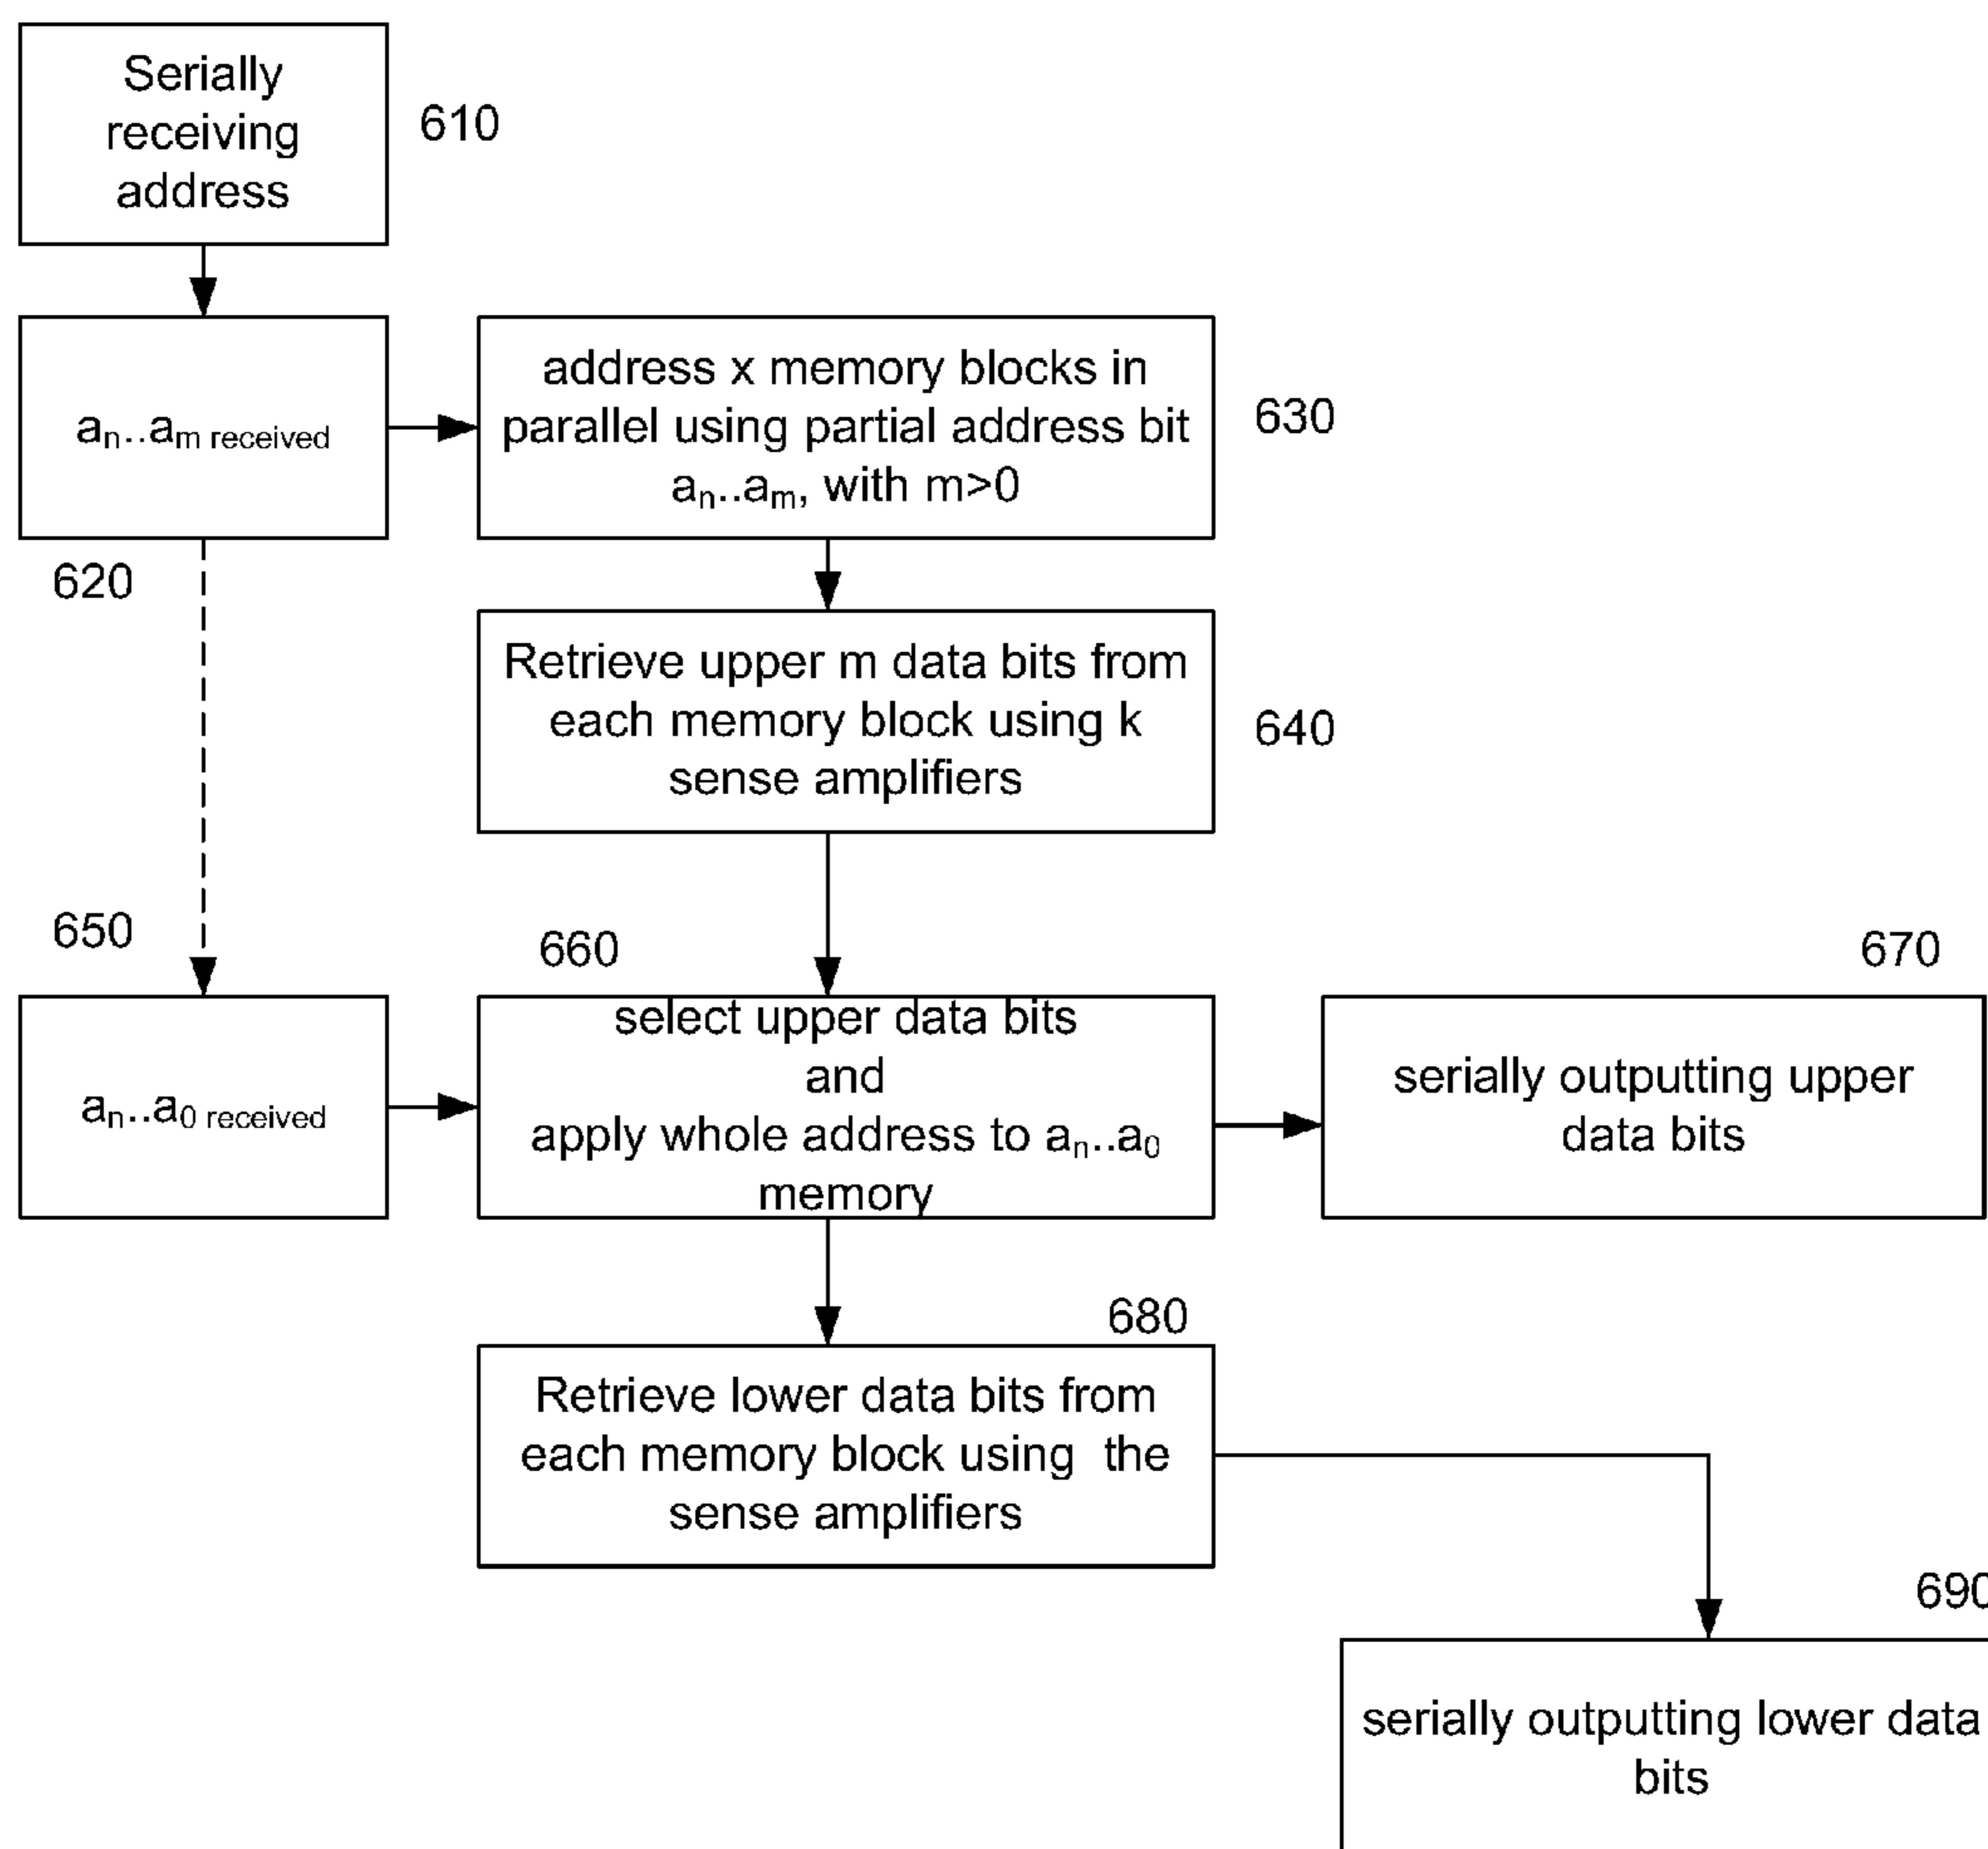 Serially
receiving
address
610
aₙ..aₘ received
620
address x memory blocks in
parallel using partial address bit
aₙ..aₘ, with m>0
630
Retrieve upper m data bits from
each memory block using k
sense amplifiers
640
650
aₙ..a₀ received
660
select upper data bits
and
apply whole address to aₙ..a₀
memory
670
serially outputting upper
data bits
680
Retrieve lower data bits from
each memory block using the
sense amplifiers
690
serially outputting lower data
bits